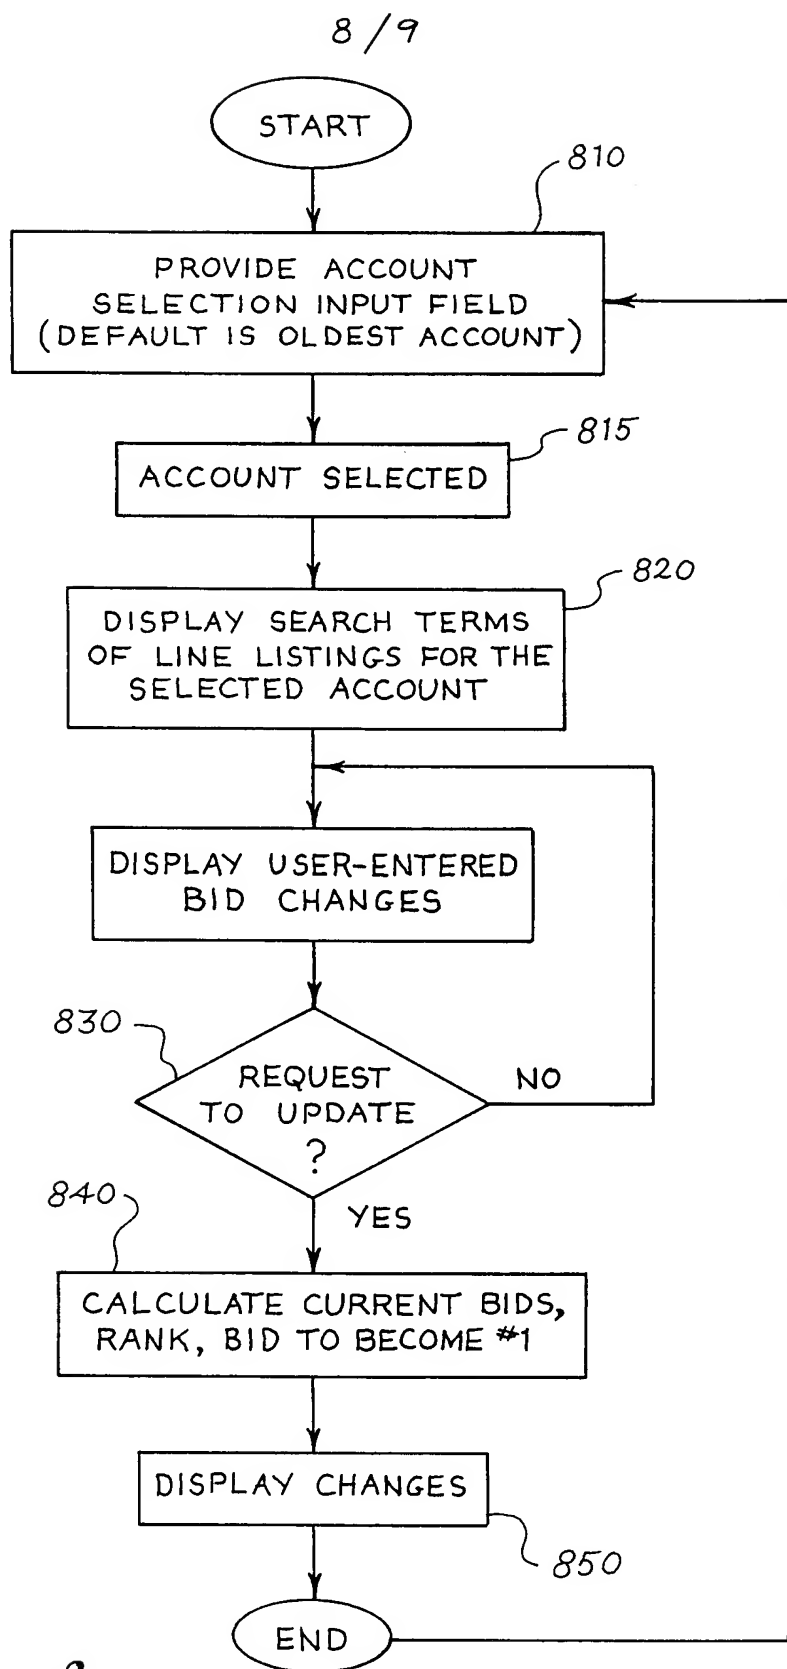 8/9
START
810
PROVIDE ACCOUNT
SELECTION INPUT FIELD
(DEFAULT IS OLDEST ACCOUNT)
815
ACCOUNT SELECTED
820
DISPLAY SEARCH TERMS
OF LINE LISTINGS FOR THE
SELECTED ACCOUNT
DISPLAY USER-ENTERED
BID CHANGES
830
REQUEST
TO UPDATE
?
NO
840
YES
CALCULATE CURRENT BIDS,
RANK, BID TO BECOME #1
DISPLAY CHANGES
850
END